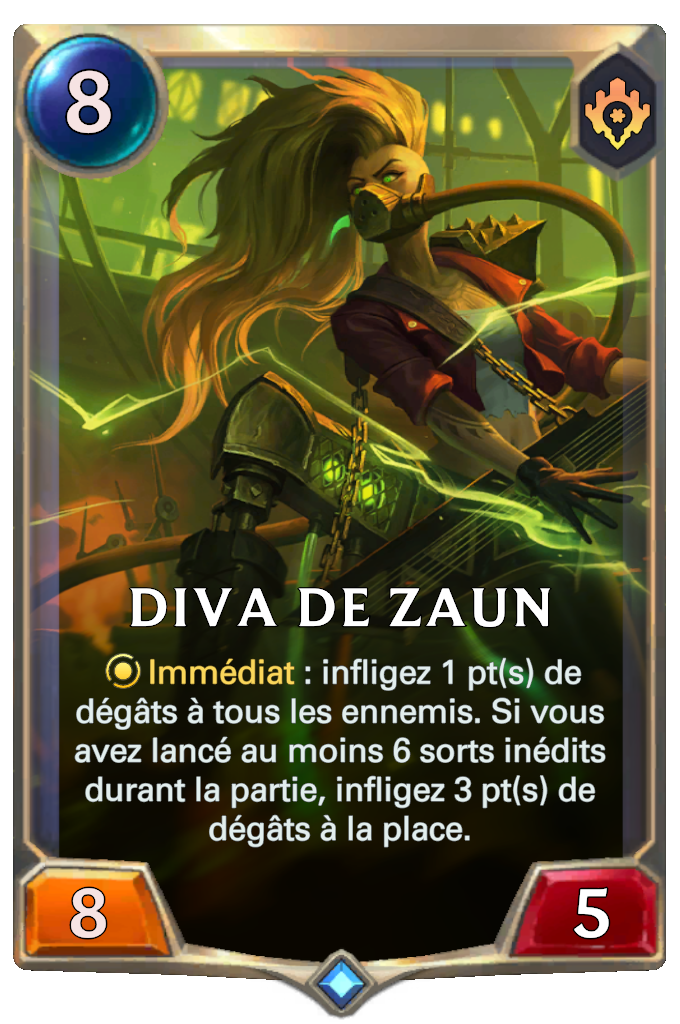 8
DIVA DE ZAUN
Immédiat : infligez 1 pt(s) de
dégâts à tous les ennemis. Si vous
avez lancé au moins 6 sorts inédits
durant la partie, infligez 3 pt(s) de
dégâts à la place.
8
5